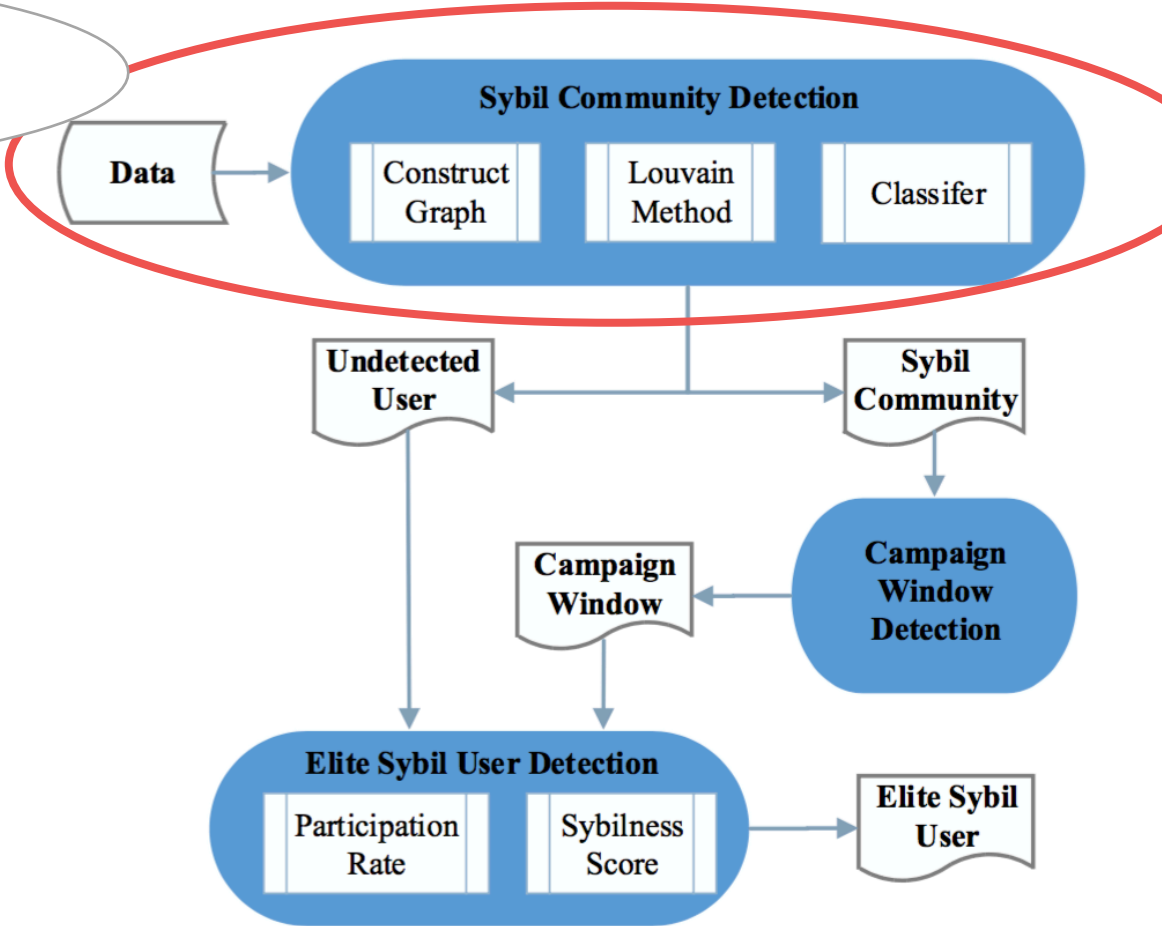 Sybil Community Detection
Data
Construct
Graph
Louvain
Method
Classifer
Undetected
User
Sybil
Community
Campaign
Window
Campaign
Window
Detection
Elite Sybil User Detection
Participation
Rate
Sybilness
Score
Elite Sybil
User